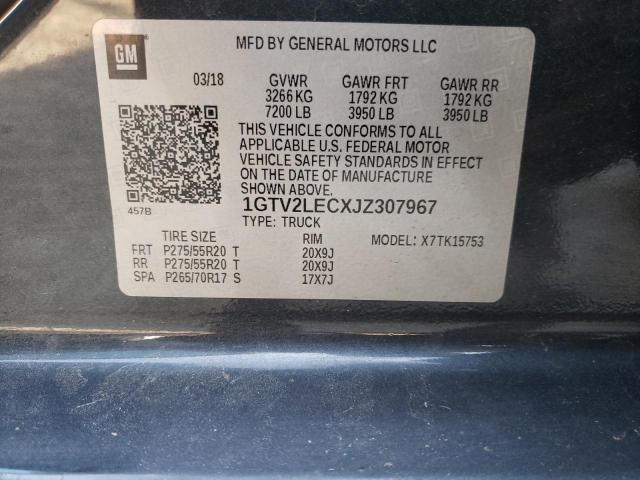 GM
MFD BY GENERAL MOTORS LLC
03/18 GVWR GAWR FRT GAWR RR
3266 KG 1792 KG 1792 KG
7200 LB 3950 LB 3950 LB
THIS VEHICLE CONFORMS TO ALL
APPLICABLE U.S. FEDERAL MOTOR
VEHICLE SAFETY STANDARDS IN EFFECT
ON THE DATE OF MANUFACTURE
SHOWN ABOVE.
457B
1GTV2LECXJZ307967
TYPE: TRUCK
TIRE SIZE RIM MODEL: X7TK15753
FRT P275/55R20 T 20X9J
RR P275/55R20 T 20X9J
SPA P265/70R17 S 17X7J